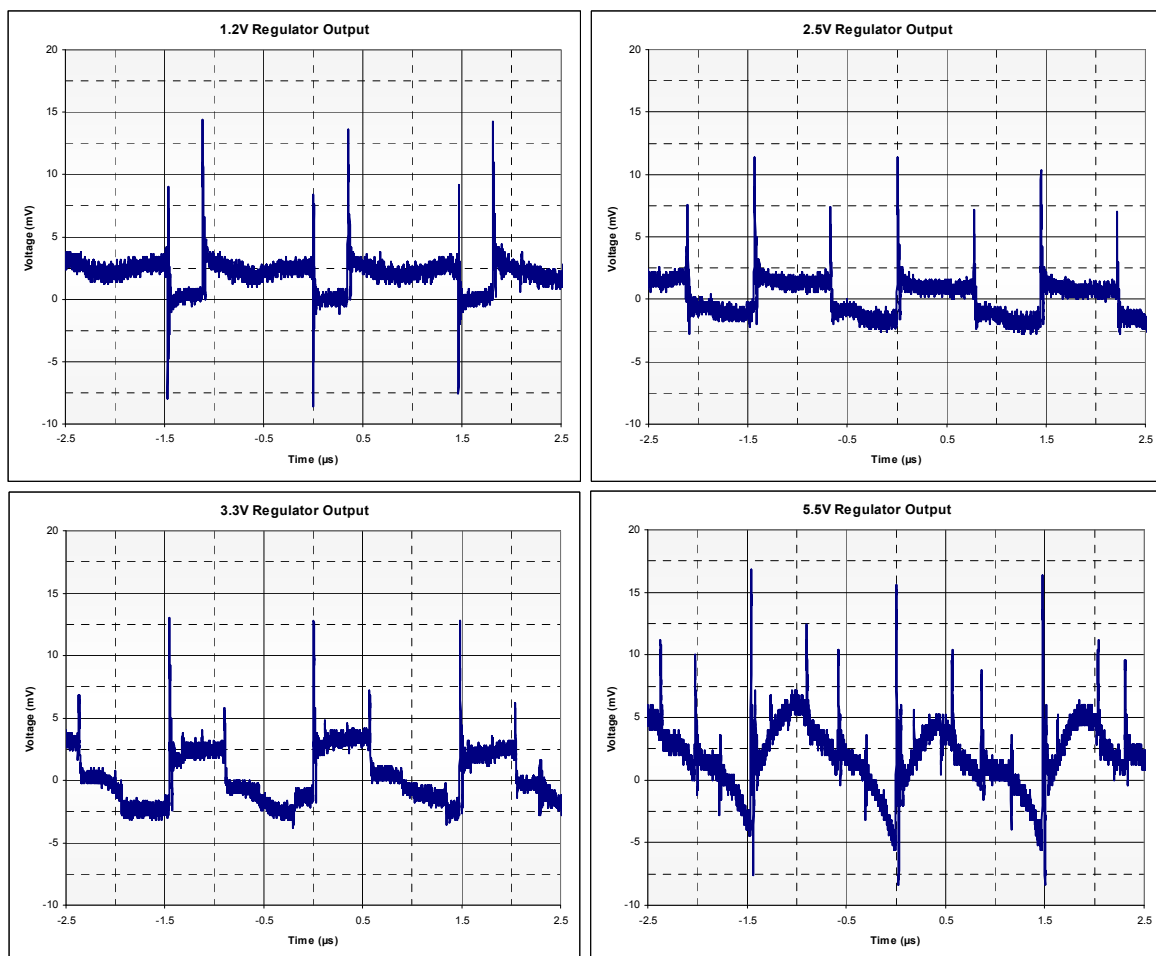 1.2V Regulator Output
20
15
10
5
0
-5
-10
Voltage (mV)
-2.5 -1.5 -0.5 0.5 1.5 2.5
Time (µs)
2.5V Regulator Output
20
15
10
5
0
-5
-10
Voltage (mV)
-2.5 -1.5 -0.5 0.5 1.5 2.5
Time (µs)
3.3V Regulator Output
20
15
10
5
0
-5
-10
Voltage (mV)
-2.5 -1.5 -0.5 0.5 1.5 2.5
Time (µs)
5.5V Regulator Output
20
15
10
5
0
-5
-10
Voltage (mV)
-2.5 -1.5 -0.5 0.5 1.5 2.5
Time (µs)